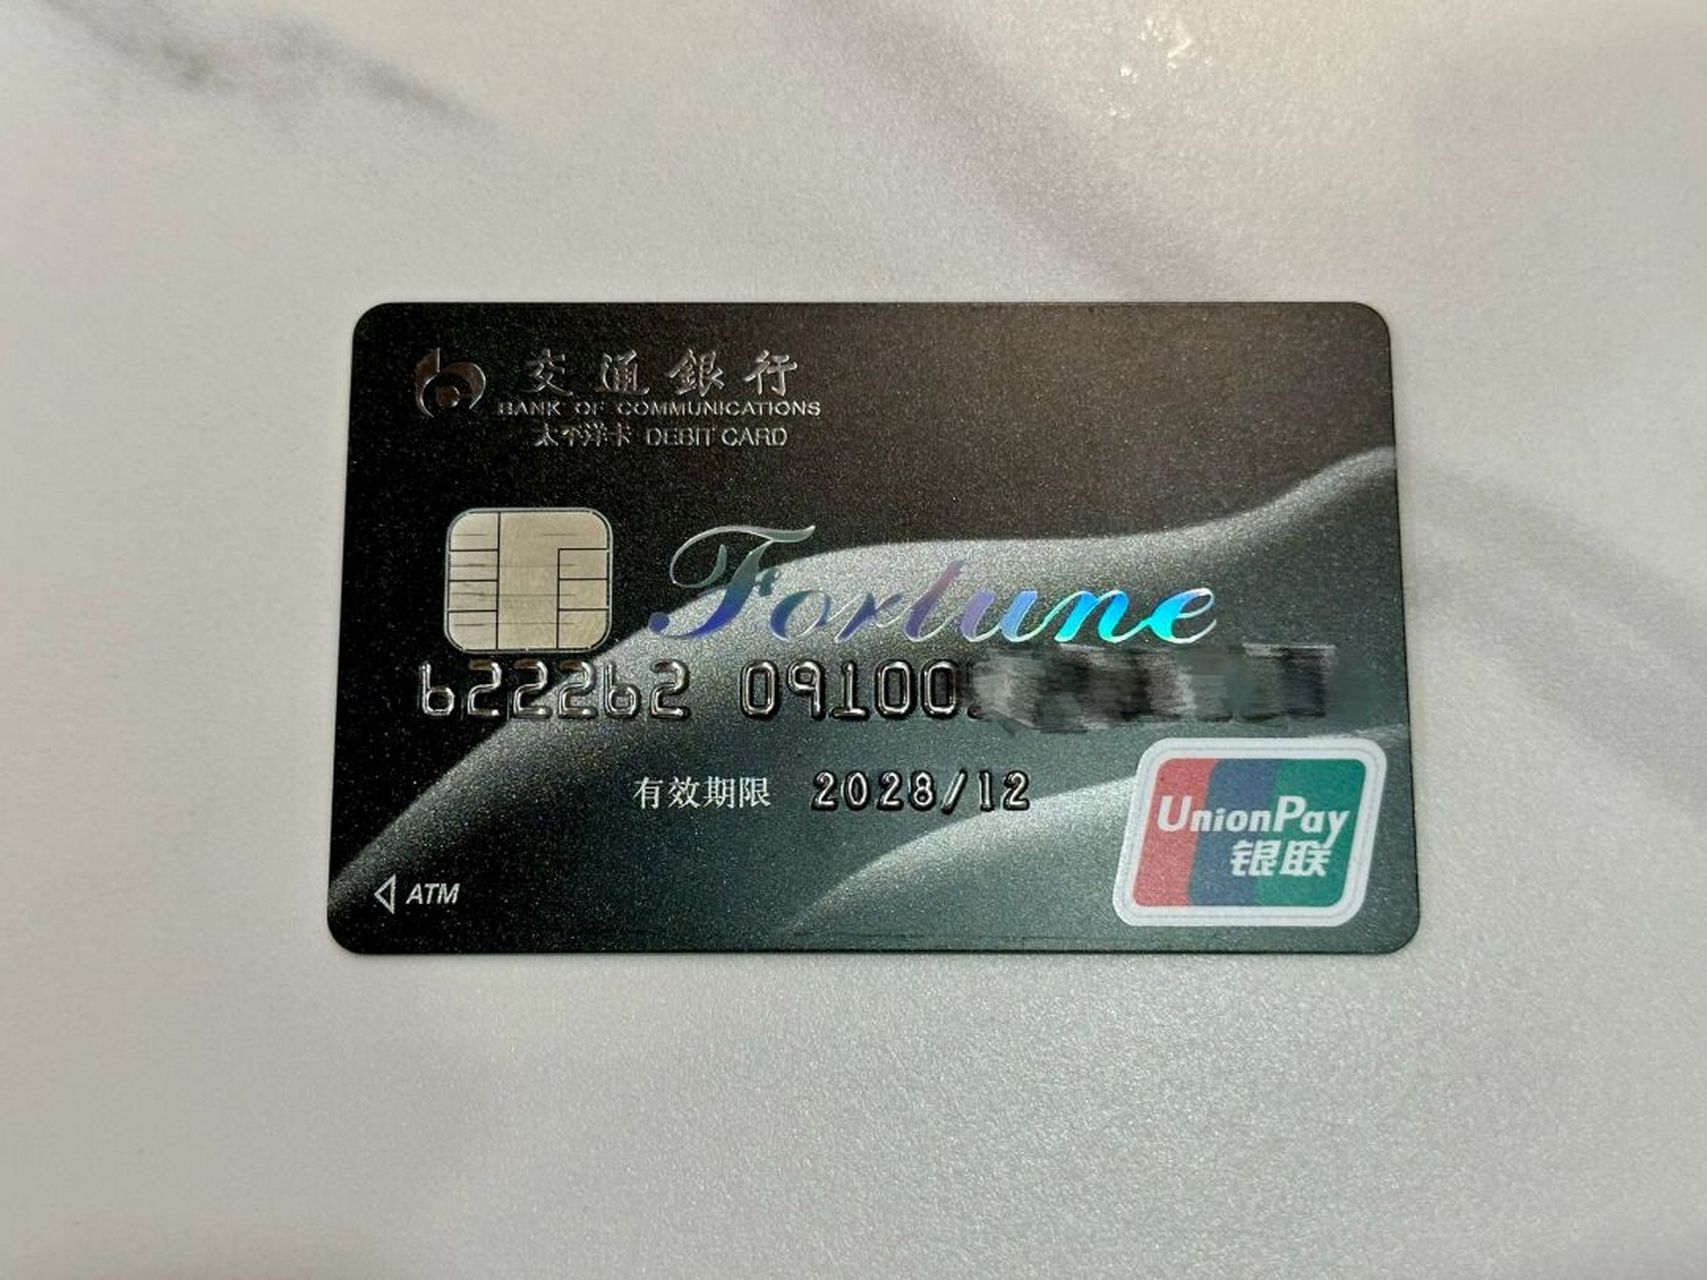 交通銀行
BANK OF COMMUNICATIONS
太平洋卡 DEBIT CARD
Fortune
622262 09100
有效期限 2028/12
ATM
UnionPay
银联